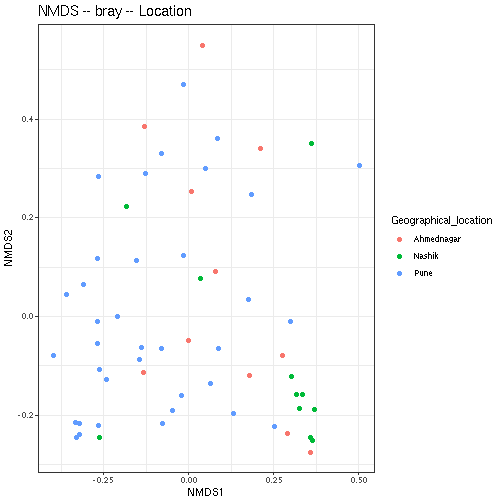 NMDS -- bray -- Location
NMDS2
0.4
0.2
0.0
-0.2
-0.25
0.00
0.25
0.50
NMDS1
Geographical_location
Ahmednagar
Nashik
Pune